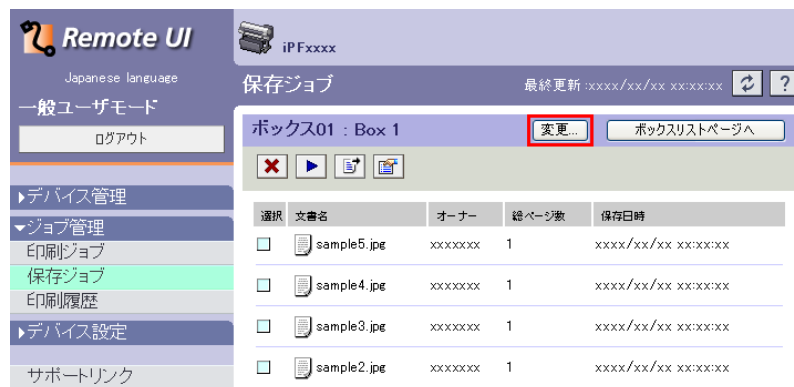 Remote UI
Japanese language
一般ユーザモード
ログアウト
▶デバイス管理
▼ジョブ管理
印刷ジョブ
保存ジョブ
印刷履歴
▶デバイス設定
サポートリンク
iPFxxxx
保存ジョブ 最終更新:xxxx/xx/xx xx:xx:xx ?
ボックス01 : Box 1 変更... ボックスリストページへ
選択 文書名 オーナー 総ページ数 保存日時
sample5.jpg xxxxxxx 1 xxxx/xx/xx xx:xx:xx
sample4.jpg xxxxxxx 1 xxxx/xx/xx xx:xx:xx
sample3.jpg xxxxxxx 1 xxxx/xx/xx xx:xx:xx
sample2.jpg xxxxxxx 1 xxxx/xx/xx xx:xx:xx